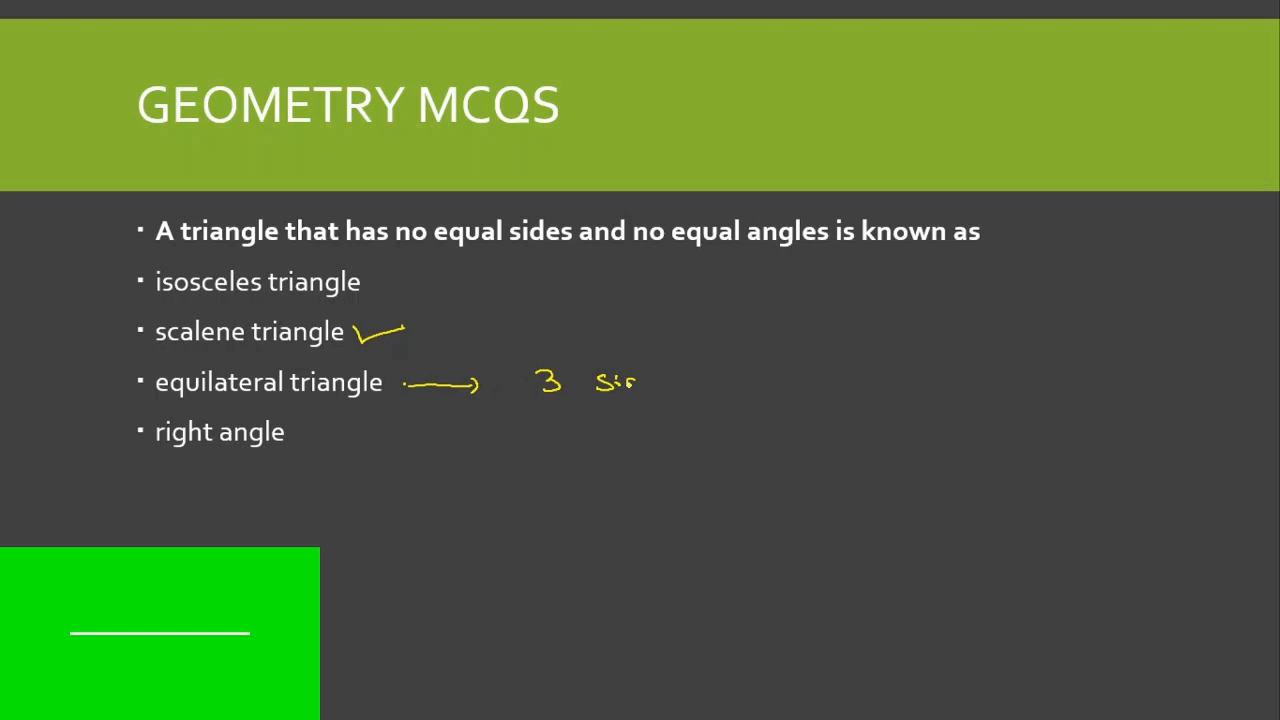 GEOMETRY MCQS
▪ A triangle that has no equal sides and no equal angles is known as
▪ isosceles triangle
▪ scalene triangle
▪ equilateral triangle 3
▪ right angle